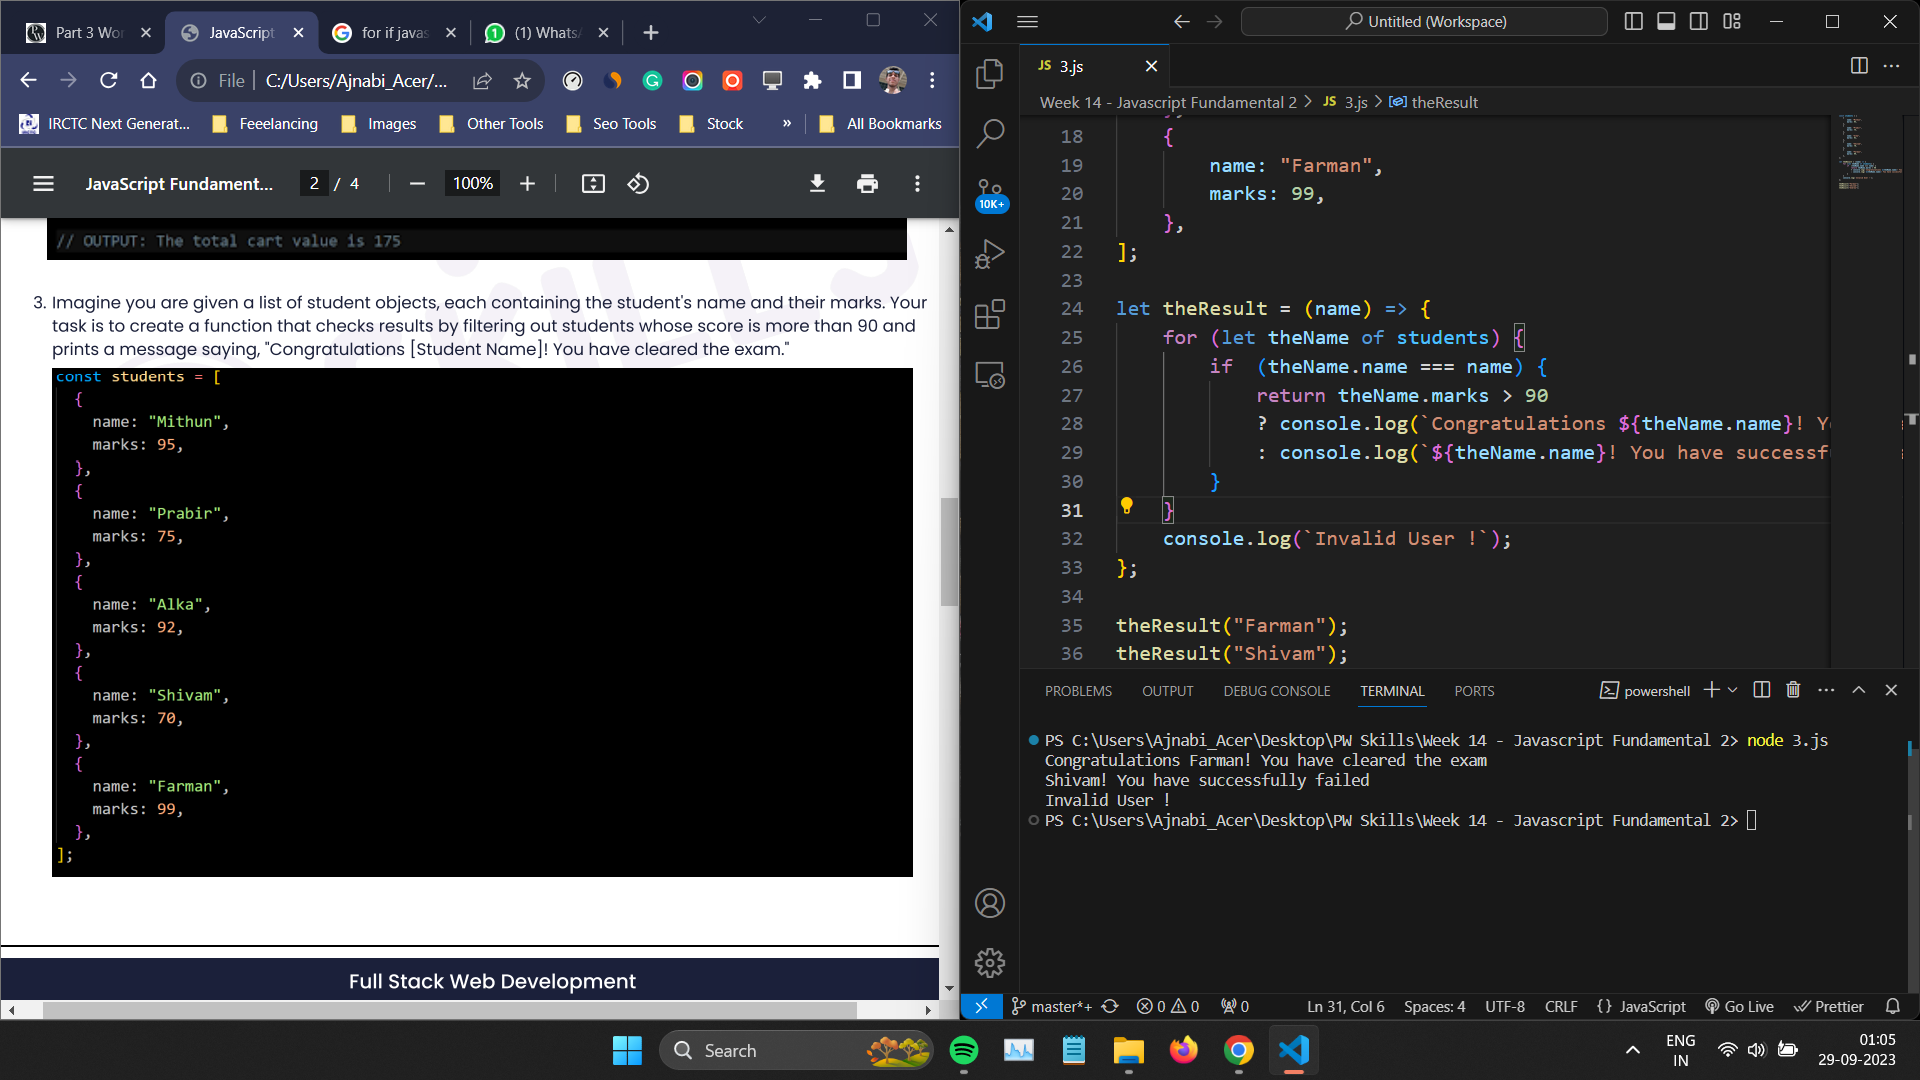 Part 3 Wor
JavaScript
for if javas
(1) Whats
File
C:/Users/Ajnabi_Acer/...
IRCTC Next Generat...
Feeelancing
Images
Other Tools
Seo Tools
Stock
»
All Bookmarks
JavaScript Fundament...
2 / 4
100%
// OUTPUT: The total cart value is 175
3. Imagine you are given a list of student objects, each containing the student's name and their marks. Your
task is to create a function that checks results by filtering out students whose score is more than 90 and
prints a message saying, "Congratulations [Student Name]! You have cleared the exam."
const students = [
{
name: "Mithun",
marks: 95,
},
{
name: "Prabir",
marks: 75,
},
{
name: "Alka",
marks: 92,
},
{
name: "Shivam",
marks: 70,
},
{
name: "Farman",
marks: 99,
},
];
Full Stack Web Development
Untitled (Workspace)
JS 3.js
Week 14 - Javascript Fundamental 2 > JS 3.js > theResult
10K+
18 {
19 name: "Farman",
20 marks: 99,
21 },
22 ];
23
24 let theResult = (name) => {
25 for (let theName of students) {
26 if (theName.name === name) {
27 return theName.marks > 90
28 ? console.log(`Congratulations ${theName.name}! Y
29 : console.log(`${theName.name}! You have successf
30 }
31 }
32 console.log(`Invalid User !`);
33 };
34
35 theResult("Farman");
36 theResult("Shivam");
PROBLEMS
OUTPUT
DEBUG CONSOLE
TERMINAL
PORTS
powershell
PS C:\Users\Ajnabi_Acer\Desktop\PW Skills\Week 14 - Javascript Fundamental 2> node 3.js
Congratulations Farman! You have cleared the exam
Shivam! You have successfully failed
Invalid User !
PS C:\Users\Ajnabi_Acer\Desktop\PW Skills\Week 14 - Javascript Fundamental 2>
master*+
0 0
0
Ln 31, Col 6
Spaces: 4
UTF-8
CRLF
{} JavaScript
Go Live
Prettier
Search
ENG
IN
01:05
29-09-2023